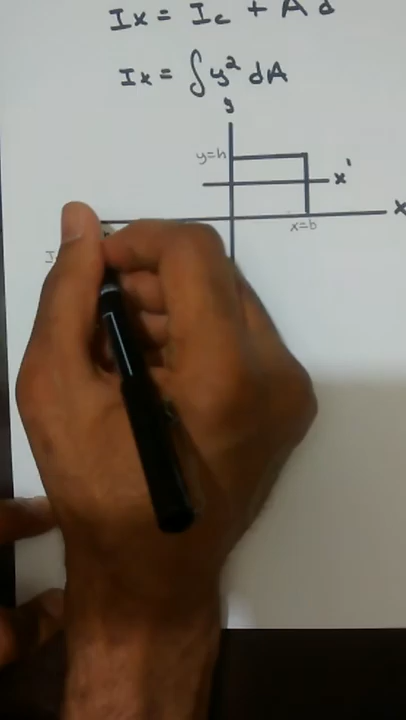 Ix = Ic + A d
Ix = ∫y² dA
y
y=h
x'
x
x=b
I